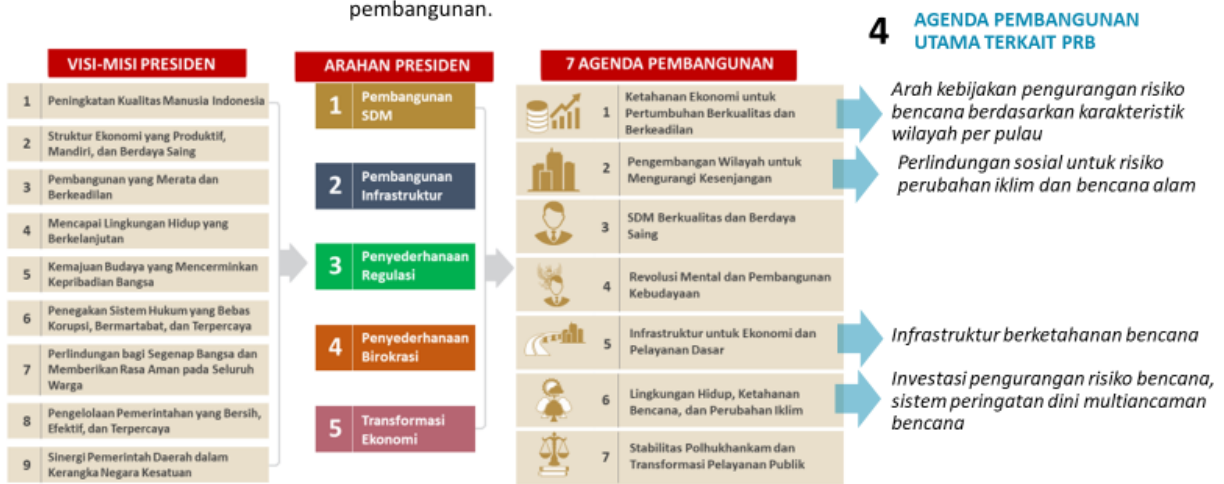 pembangunan.
4
AGENDA PEMBANGUNAN
UTAMA TERKAIT PRB
VISI-MISI PRESIDEN
1 Peningkatan Kualitas Manusia Indonesia
2 Struktur Ekonomi yang Produktif,
Mandiri, dan Berdaya Saing
3 Pembangunan yang Merata dan
Berkeadilan
4 Mencapai Lingkungan Hidup yang
Berkelanjutan
5 Kemajuan Budaya yang Mencerminkan
Kepribadian Bangsa
6 Penegakan Sistem Hukum yang Bebas
Korupsi, Bermartabat, dan Terpercaya
7 Perlindungan bagi Segenap Bangsa dan
Memberikan Rasa Aman pada Seluruh
Warga
8 Pengelolaan Pemerintahan yang Bersih,
Efektif, dan Terpercaya
9 Sinergi Pemerintah Daerah dalam
Kerangka Negara Kesatuan
ARAHAN PRESIDEN
1 Pembangunan
SDM
2 Pembangunan
Infrastruktur
3 Penyederhanaan
Regulasi
4 Penyederhanaan
Birokrasi
5 Transformasi
Ekonomi
7 AGENDA PEMBANGUNAN
1 Ketahanan Ekonomi untuk
Pertumbuhan Berkualitas dan
Berkeadilan
2 Pengembangan Wilayah untuk
Mengurangi Kesenjangan
3 SDM Berkualitas dan Berdaya
Saing
4 Revolusi Mental dan Pembangunan
Kebudayaan
5 Infrastruktur untuk Ekonomi dan
Pelayanan Dasar
6 Lingkungan Hidup, Ketahanan
Bencana, dan Perubahan Iklim
7 Stabilitas Polhukhankam dan
Transformasi Pelayanan Publik
Arah kebijakan pengurangan risiko
bencana berdasarkan karakteristik
wilayah per pulau
Perlindungan sosial untuk risiko
perubahan iklim dan bencana alam
Infrastruktur berketahanan bencana
Investasi pengurangan risiko bencana,
sistem peringatan dini multiancaman
bencana